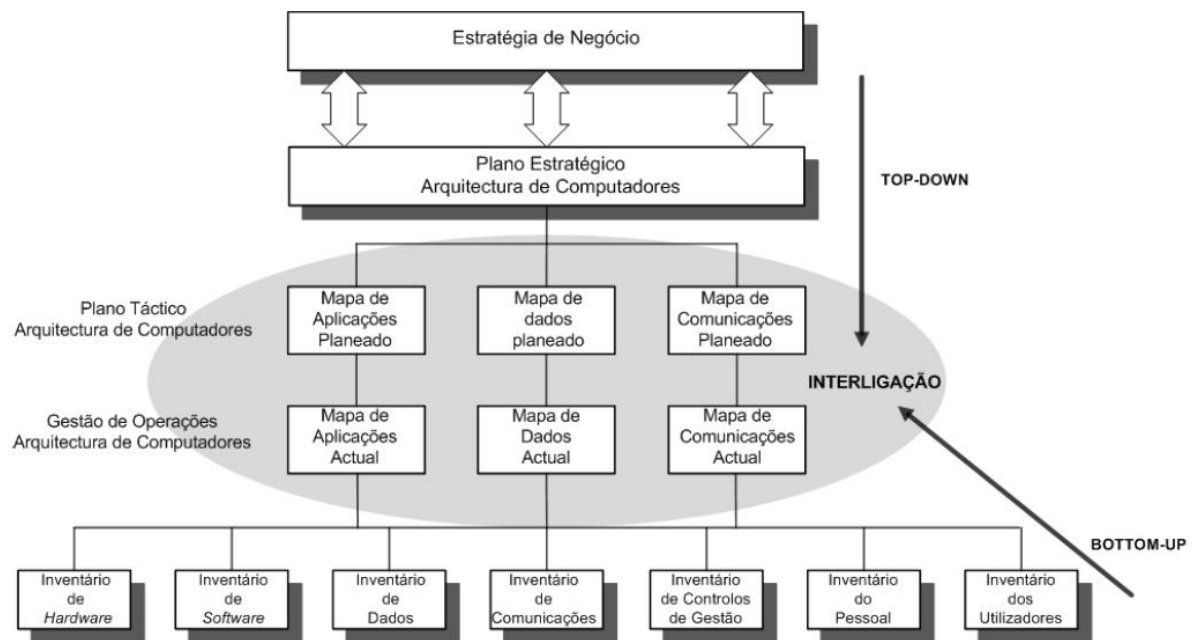 Estratégia de Negócio
Plano Estratégico
Arquitectura de Computadores
TOP-DOWN
Plano Táctico
Arquitectura de Computadores
Mapa de
Aplicações
Planeado
Mapa de
dados
planeado
Mapa de
Comunicações
Planeado
INTERLIGAÇÃO
Gestão de Operações
Arquitectura de Computadores
Mapa de
Aplicações
Actual
Mapa de
Dados
Actual
Mapa de
Comunicações
Actual
BOTTOM-UP
Inventário
de
Hardware
Inventário
de
Software
Inventário
de
Dados
Inventário
de
Comunicações
Inventário
de Controlos
de Gestão
Inventário
do
Pessoal
Inventário
dos
Utilizadores